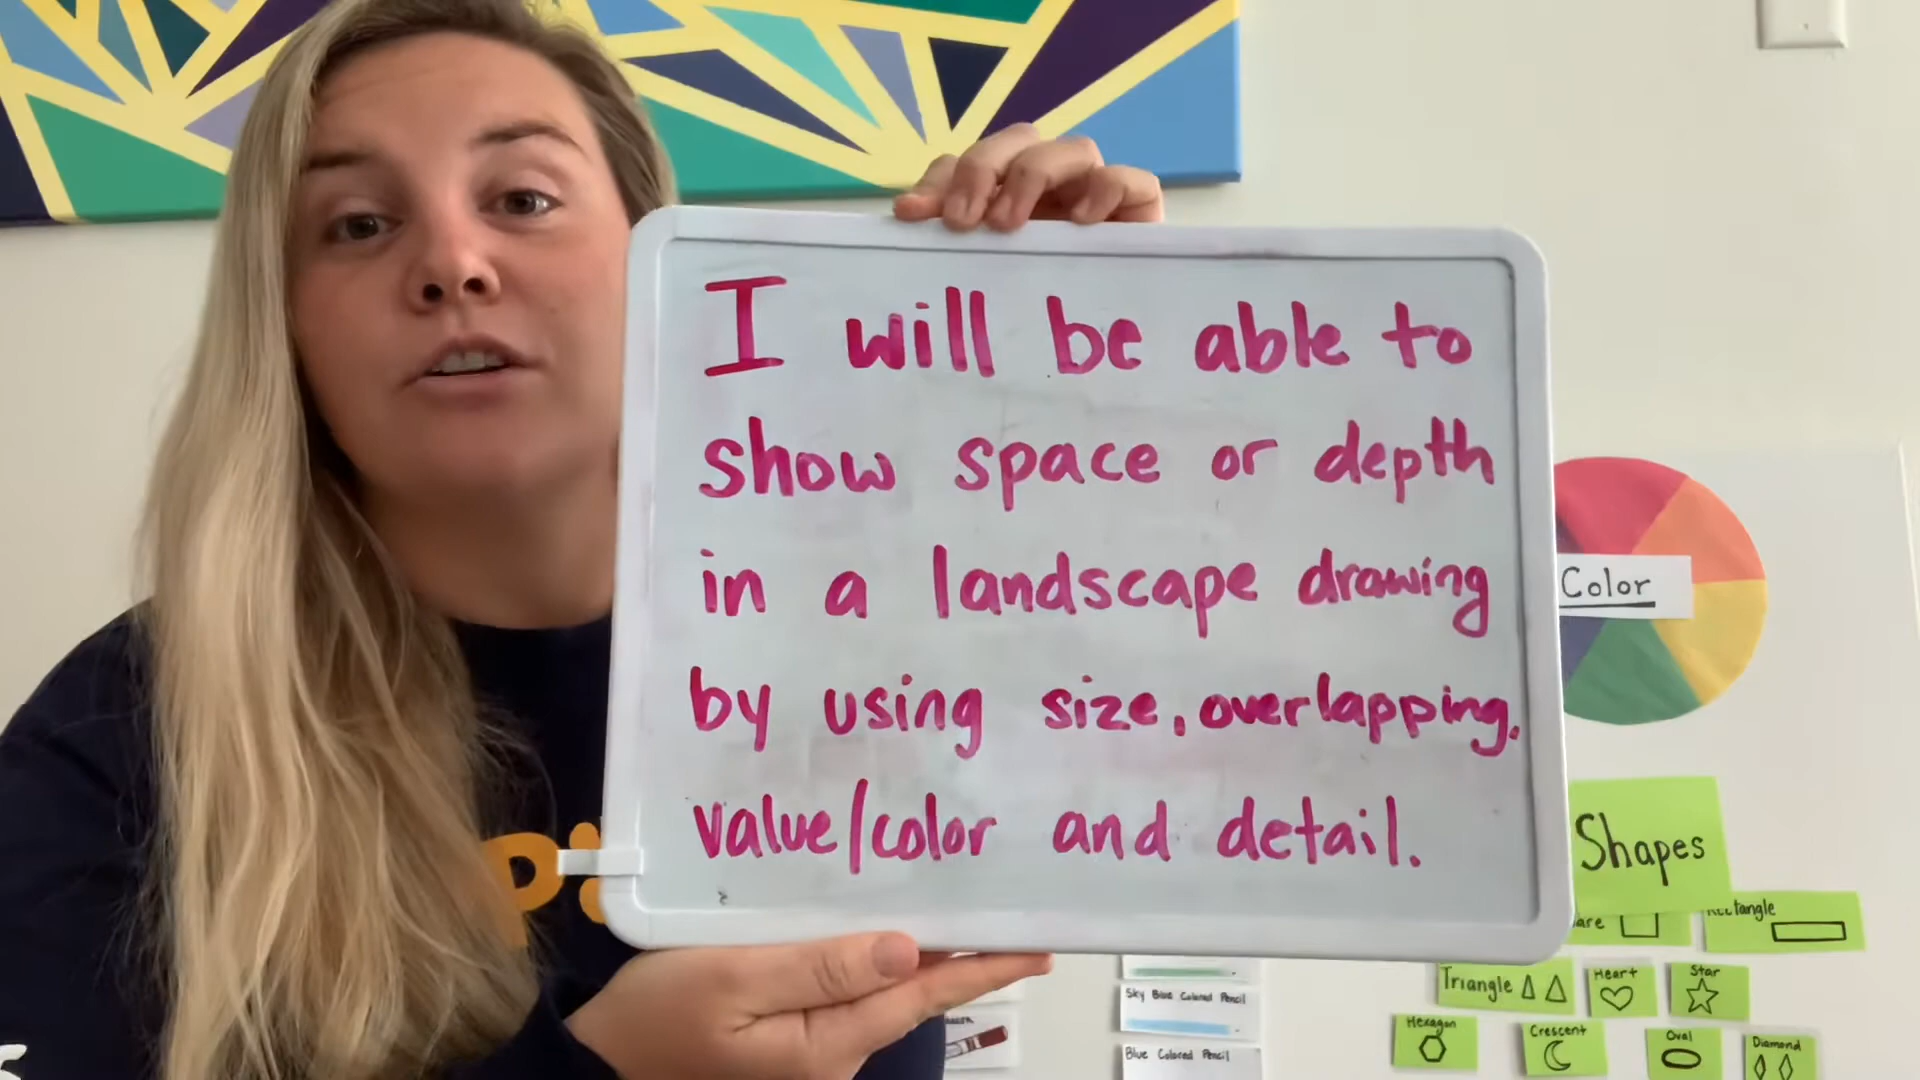 I will be able to
show space or depth
in a landscape drawing
by using size, overlapping,
value/color and detail.
Color
Shapes
Rectangle
Triangle
Heart
Star
Hexagon
Crescent
Oval
Diamond
Sky Blue Colored Pencil
Blue Colored Pencil